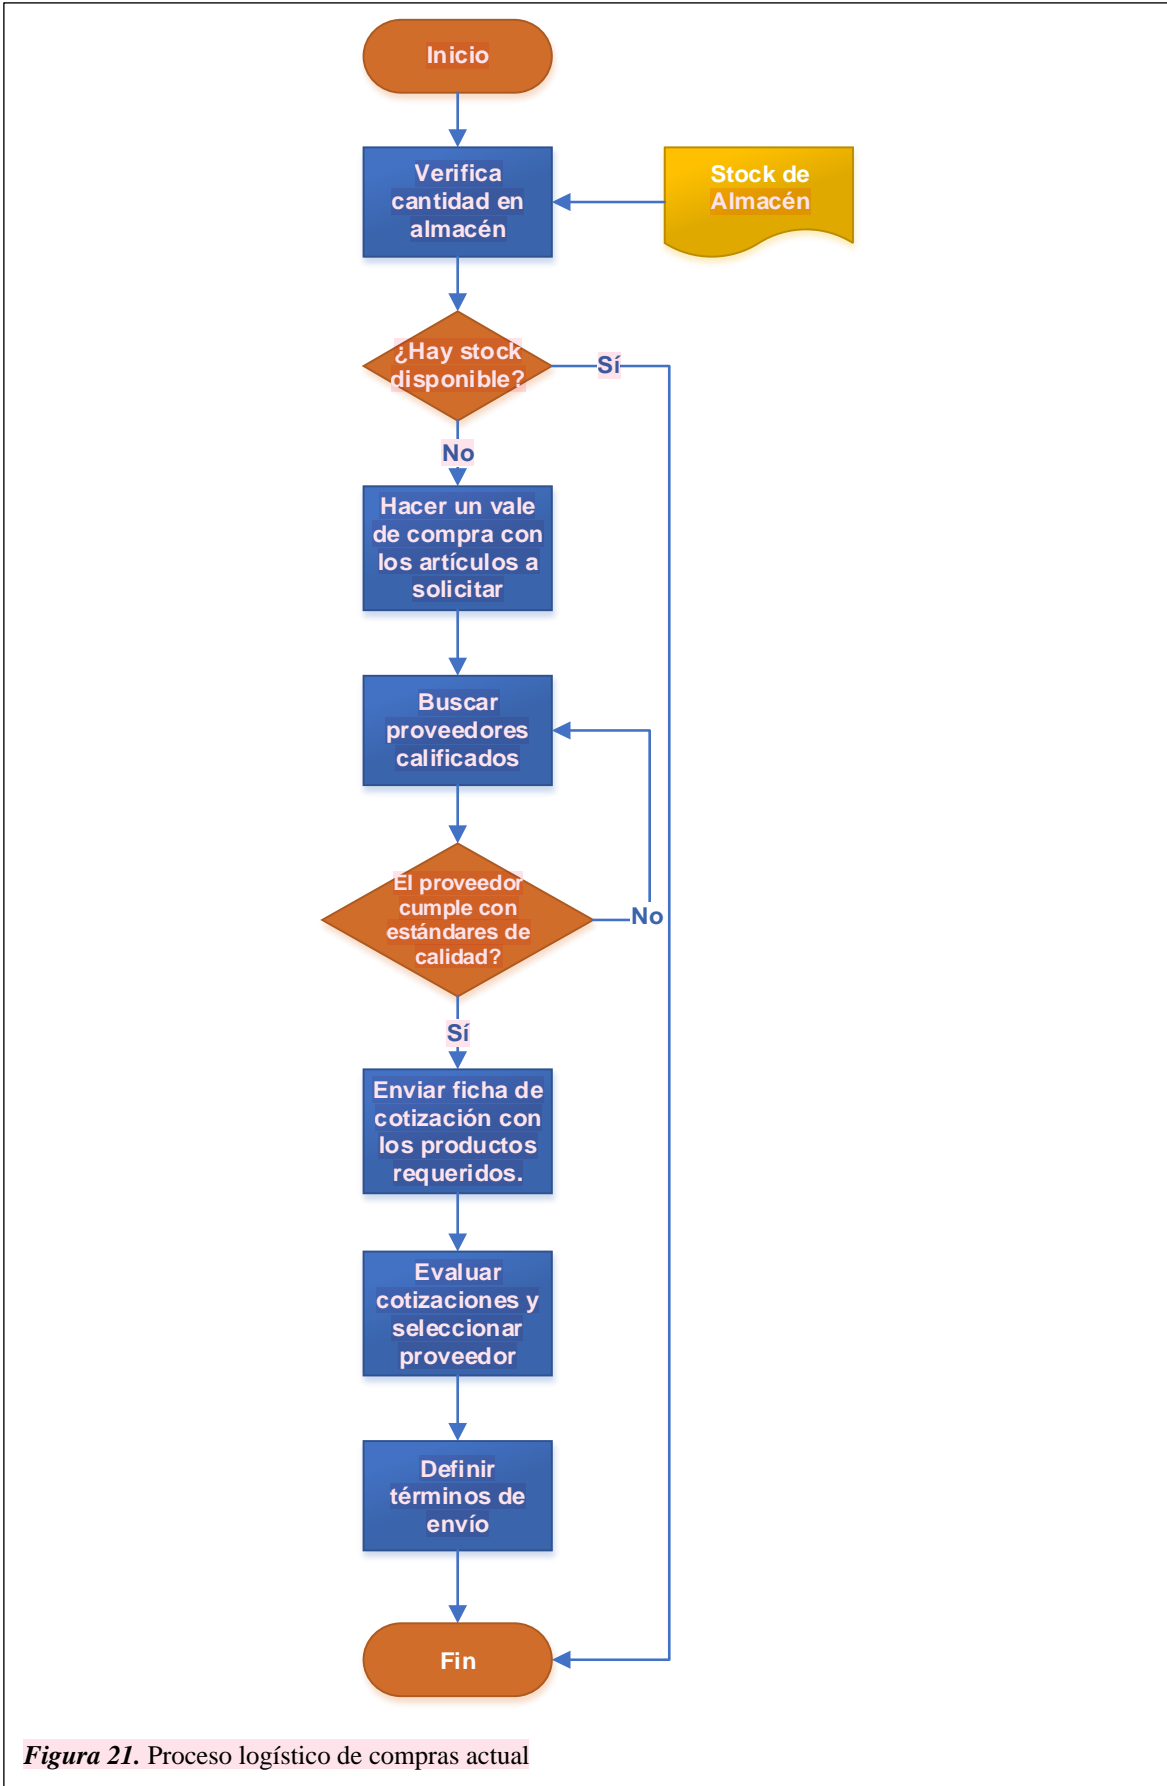 Inicio
Verifica
cantidad en
almacén
Stock de
Almacén
¿Hay stock
disponible?
Sí
No
Hacer un vale
de compra con
los artículos a
solicitar
Buscar
proveedores
calificados
El proveedor
cumple con
estándares de
calidad?
No
Sí
Enviar ficha de
cotización con
los productos
requeridos.
Evaluar
cotizaciones y
seleccionar
proveedor
Definir
términos de
envío
Fin
Figura 21. Proceso logístico de compras actual